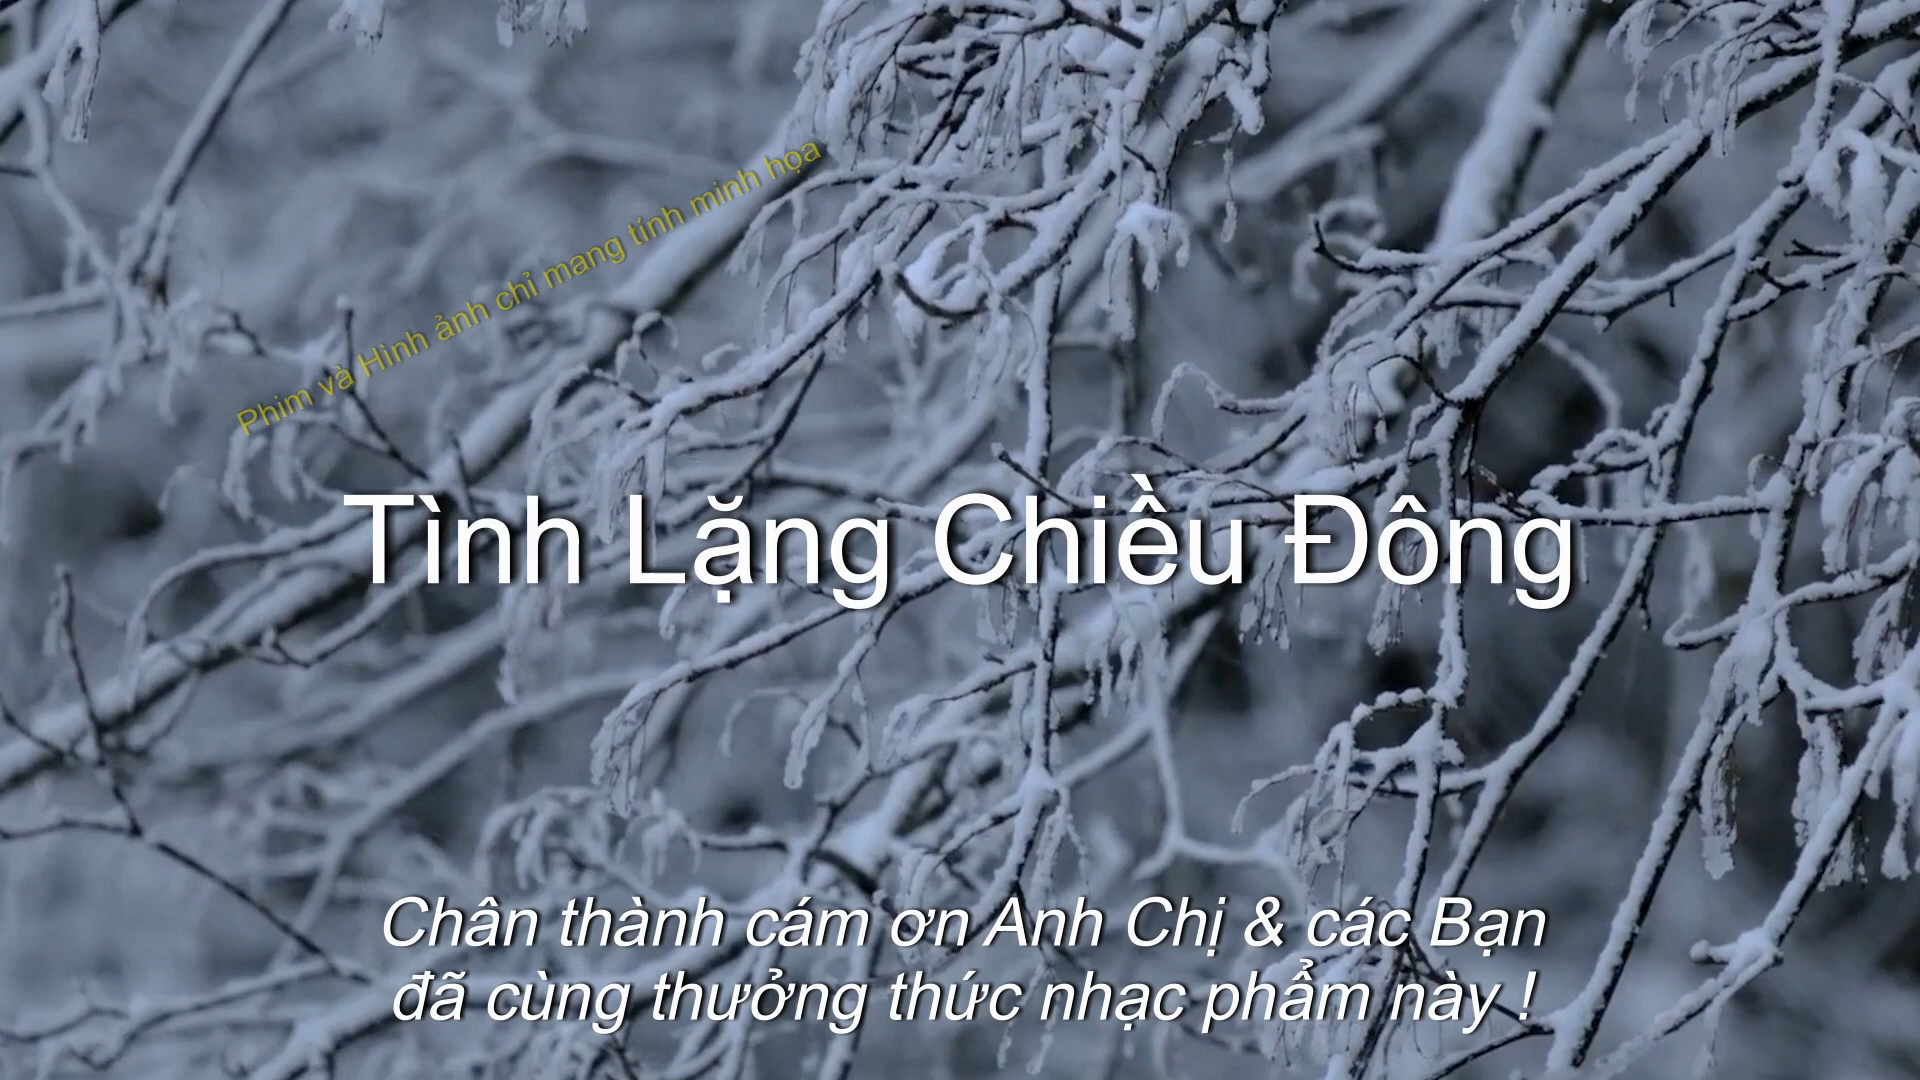 Phim và Hình ảnh chỉ mang tính minh họa
Tình Lặng Chiều Đông
Chân thành cám ơn Anh Chị & các Bạn
đã cùng thưởng thức nhạc phẩm này !